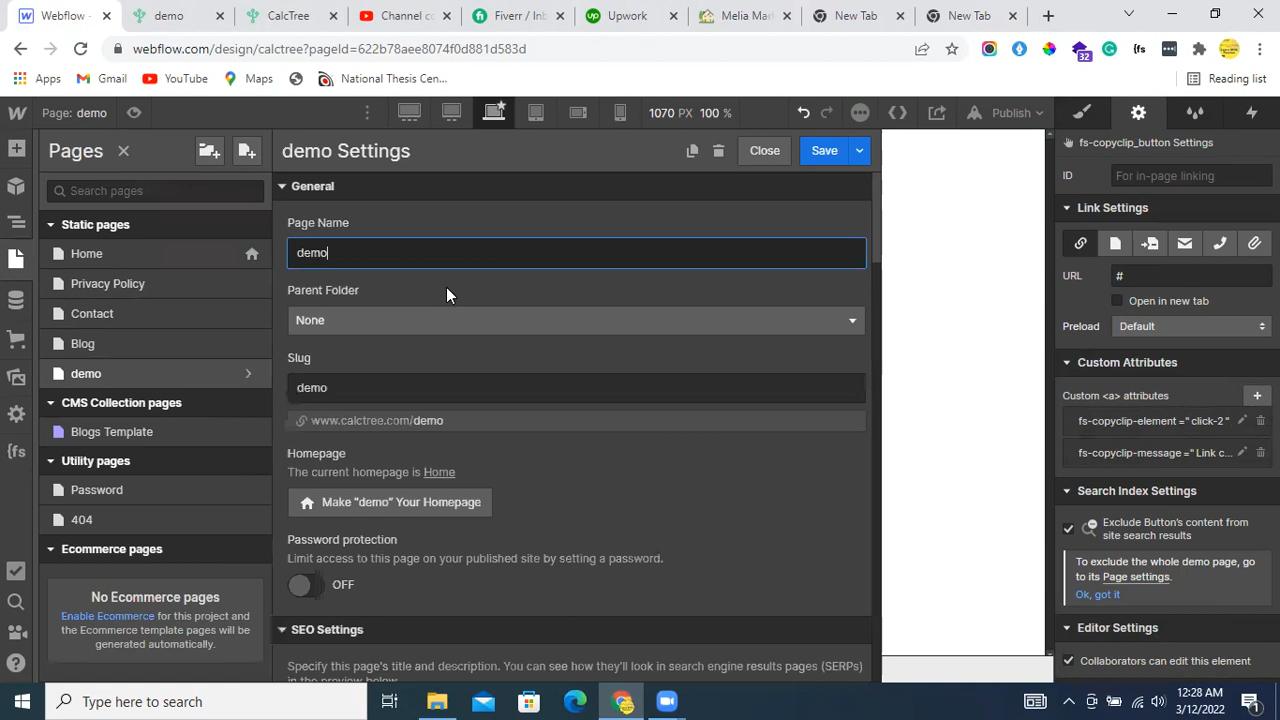 Webflow -
demo
CalcTree
Channel co
Fiverr / Inb
Upwork
Melia Mar
New Tab
New Tab
webflow.com/design/calctree?pageId=622b78aee8074f0d881d583d
32
{fs
Apps
Gmail
YouTube
Maps
National Thesis Cen...
Reading list
Page: demo
1070 PX 100 %
Publish
Pages
demo Settings
Close
Save
fs-copyclip_button Settings
Search pages
General
ID
For in-page linking
Static pages
Page Name
Link Settings
Home
demo
Privacy Policy
Parent Folder
URL
#
Open in new tab
Contact
None
Preload
Default
Blog
Slug
Custom Attributes
demo
demo
Custom <a> attributes
CMS Collection pages
www.calctree.com/demo
fs-copyclip-element =" click-2 "
Blogs Template
Homepage
The current homepage is Home
fs-copyclip-message =" Link c...
{fs
Utility pages
Make “demo” Your Homepage
Search Index Settings
Password
404
Password protection
Limit access to this page on your published site by setting a password.
Exclude Button's content from
site search results
Ecommerce pages
OFF
To exclude the whole demo page, go
to its Page settings.
Ok, got it
No Ecommerce pages
Enable Ecommerce for this project and
the Ecommerce template pages will be
generated automatically.
SEO Settings
Editor Settings
Specify this page's title and description. You can see how they'll look in search engine results pages (SERPs)
in the preview below.
Collaborators can edit this element
Type here to search
12:28 AM
3/12/2022
1